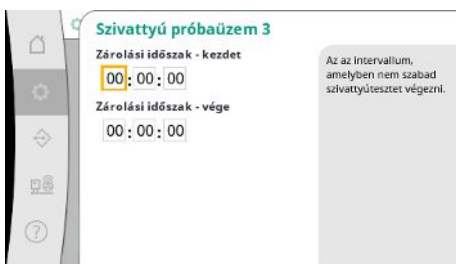 Szivattyú próbaüzem 3
Zárolási időszak - kezdet
00 : 00 : 00
Zárolási időszak - vége
00 : 00 : 00
Az az intervallum,
amelyben nem szabad
szivattyútesztet végezni.
?